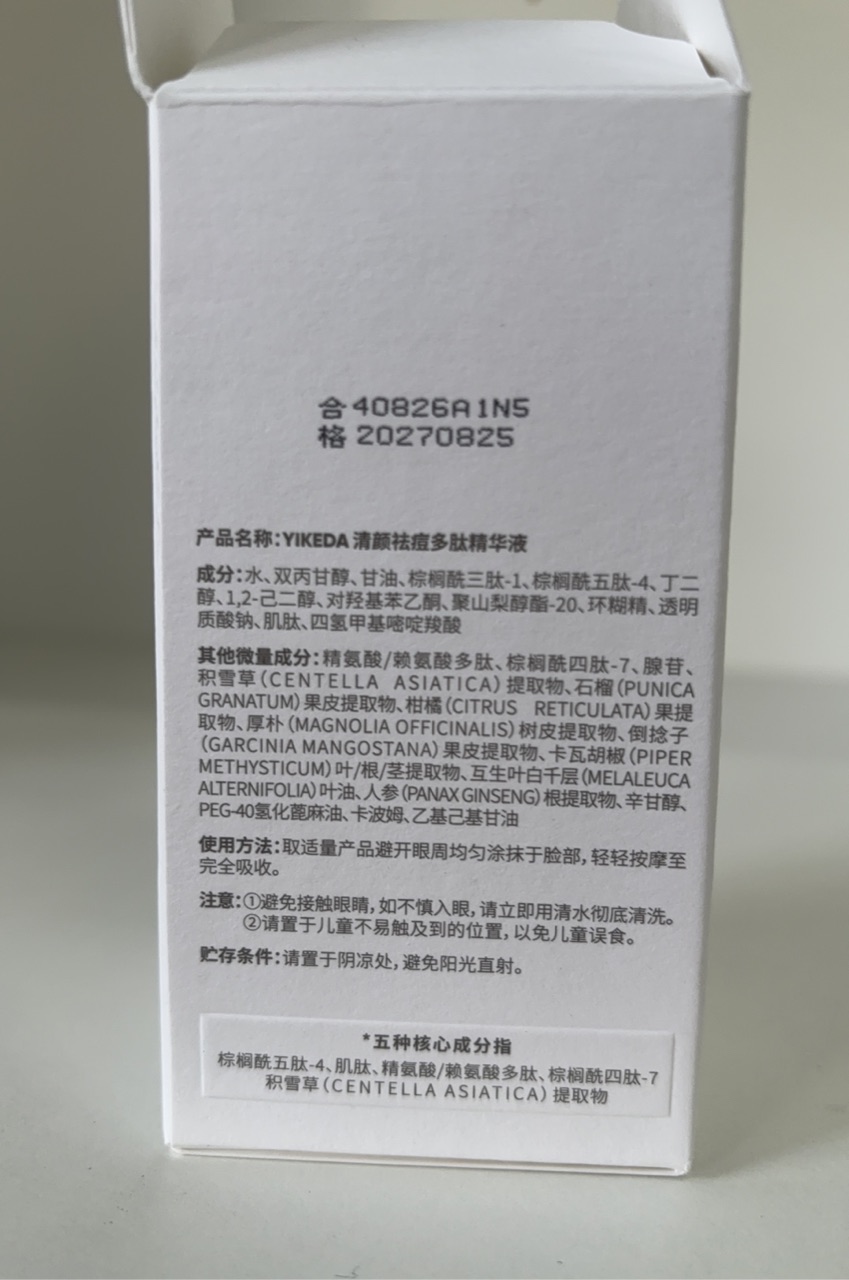 合 40826A1N5
格 20270825
产品名称：YIKEDA 清颜祛痘多肽精华液
成分：水、双丙甘醇、甘油、棕榈酰三肽-1、棕榈酰五肽-4、丁二
醇、1,2-己二醇、对羟基苯乙酮、聚山梨醇酯-20、环糊精、透明
质酸钠、肌肽、四氢甲基嘧啶羧酸
其他微量成分：精氨酸/赖氨酸多肽、棕榈酰四肽-7、腺苷、
积雪草（CENTELLA ASIATICA）提取物、石榴（PUNICA
GRANATUM）果皮提取物、柑橘（CITRUS RETICULATA）果提
取物、厚朴（MAGNOLIA OFFICINALIS）树皮提取物、倒捻子
（GARCINIA MANGOSTANA）果皮提取物、卡瓦胡椒（PIPER
METHYSTICUM）叶/根/茎提取物、互生叶白千层（MELALEUCA
ALTERNIFOLIA）叶油、人参（PANAX GINSENG）根提取物、辛甘醇、
PEG-40氢化蓖麻油、卡波姆、乙基己基甘油
使用方法：取适量产品避开眼周均匀涂抹于脸部，轻轻按摩至
完全吸收。
注意：①避免接触眼睛，如不慎入眼，请立即用清水彻底清洗。
②请置于儿童不易触及到的位置，以免儿童误食。
贮存条件：请置于阴凉处，避免阳光直射。
*五种核心成分指
棕榈酰五肽-4、肌肽、精氨酸/赖氨酸多肽、棕榈酰四肽-7
积雪草（CENTELLA ASIATICA）提取物